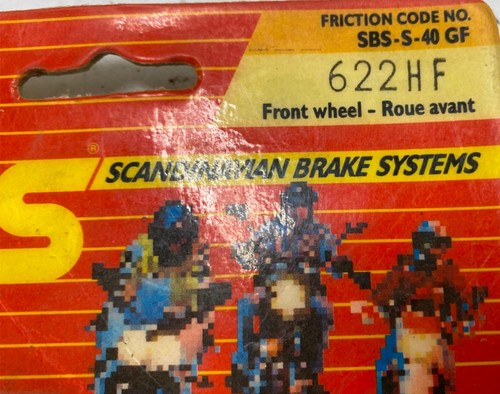 FRICTION CODE NO.
SBS-S-40 GF
622HF
Front wheel - Roue avant
S®
SCANDINAVIAN BRAKE SYSTEMS